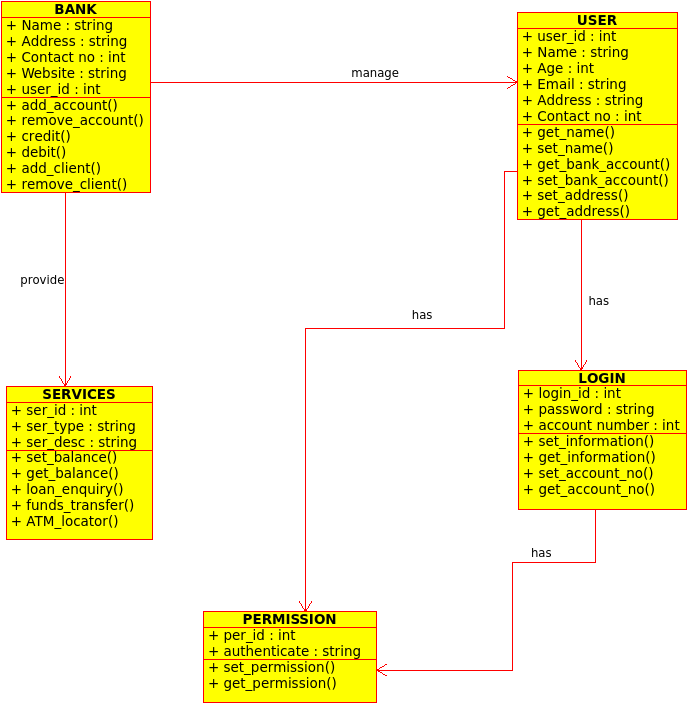 BANK
+ Name : string
+ Address : string
+ Contact no : int
+ Website : string
+ user_id : int
+ add_account()
+ remove_account()
+ credit()
+ debit()
+ add_client()
+ remove_client()
manage
USER
+ user_id : int
+ Name : string
+ Age : int
+ Email : string
+ Address : string
+ Contact no : int
+ get_name()
+ set_name()
+ get_bank_account()
+ set_bank_account()
+ set_address()
+ get_address()
provide
has
has
SERVICES
+ ser_id : int
+ ser_type : string
+ ser_desc : string
+ set_balance()
+ get_balance()
+ loan_enquiry()
+ funds_transfer()
+ ATM_locator()
LOGIN
+ login_id : int
+ password : string
+ account number : int
+ set_information()
+ get_information()
+ set_account_no()
+ get_account_no()
has
PERMISSION
+ per_id : int
+ authenticate : string
+ set_permission()
+ get_permission()